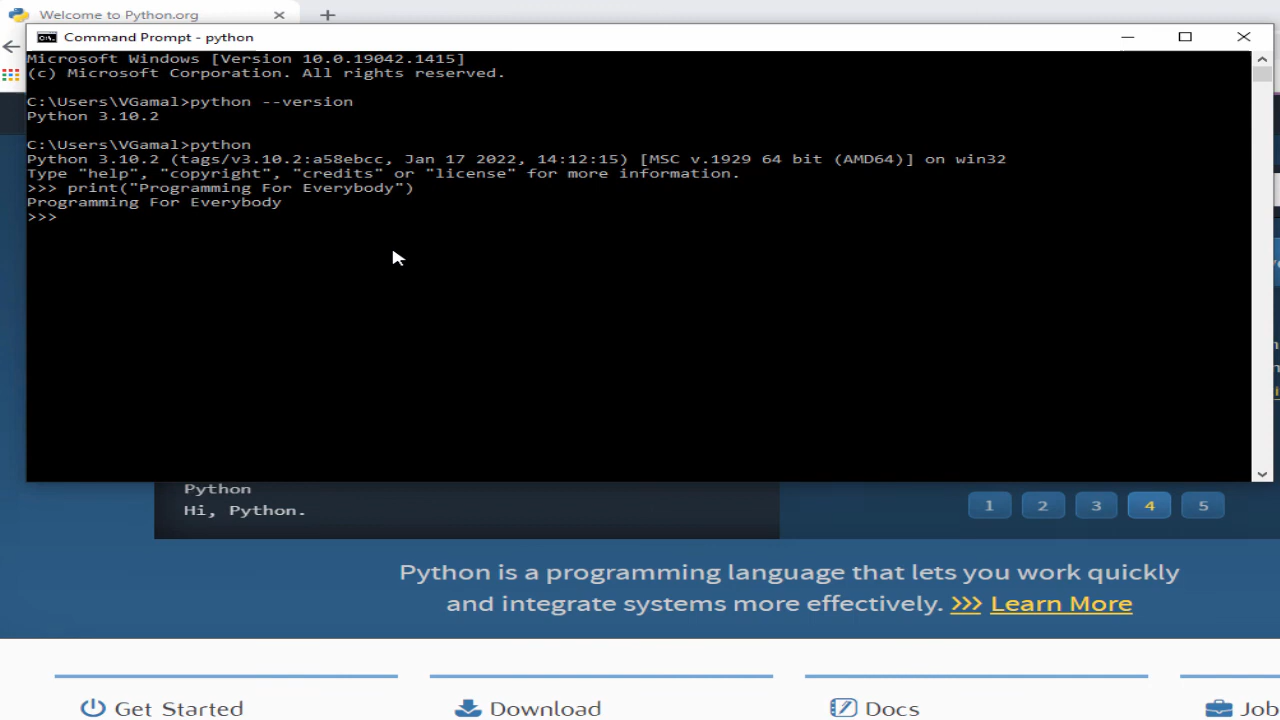 Welcome to Python.org
Command Prompt - python
Microsoft Windows [Version 10.0.19042.1415]
(c) Microsoft Corporation. All rights reserved.
C:\Users\VGamal>python --version
Python 3.10.2
C:\Users\VGamal>python
Python 3.10.2 (tags/v3.10.2:a58ebcc, Jan 17 2022, 14:12:15) [MSC v.1929 64 bit (AMD64)] on win32
Type "help", "copyright", "credits" or "license" for more information.
>>> print("Programming For Everybody")
Programming For Everybody
>>>
Python
Hi, Python.
1 2 3 4 5
Python is a programming language that lets you work quickly
and integrate systems more effectively. >>> Learn More
Get Started Download Docs Job